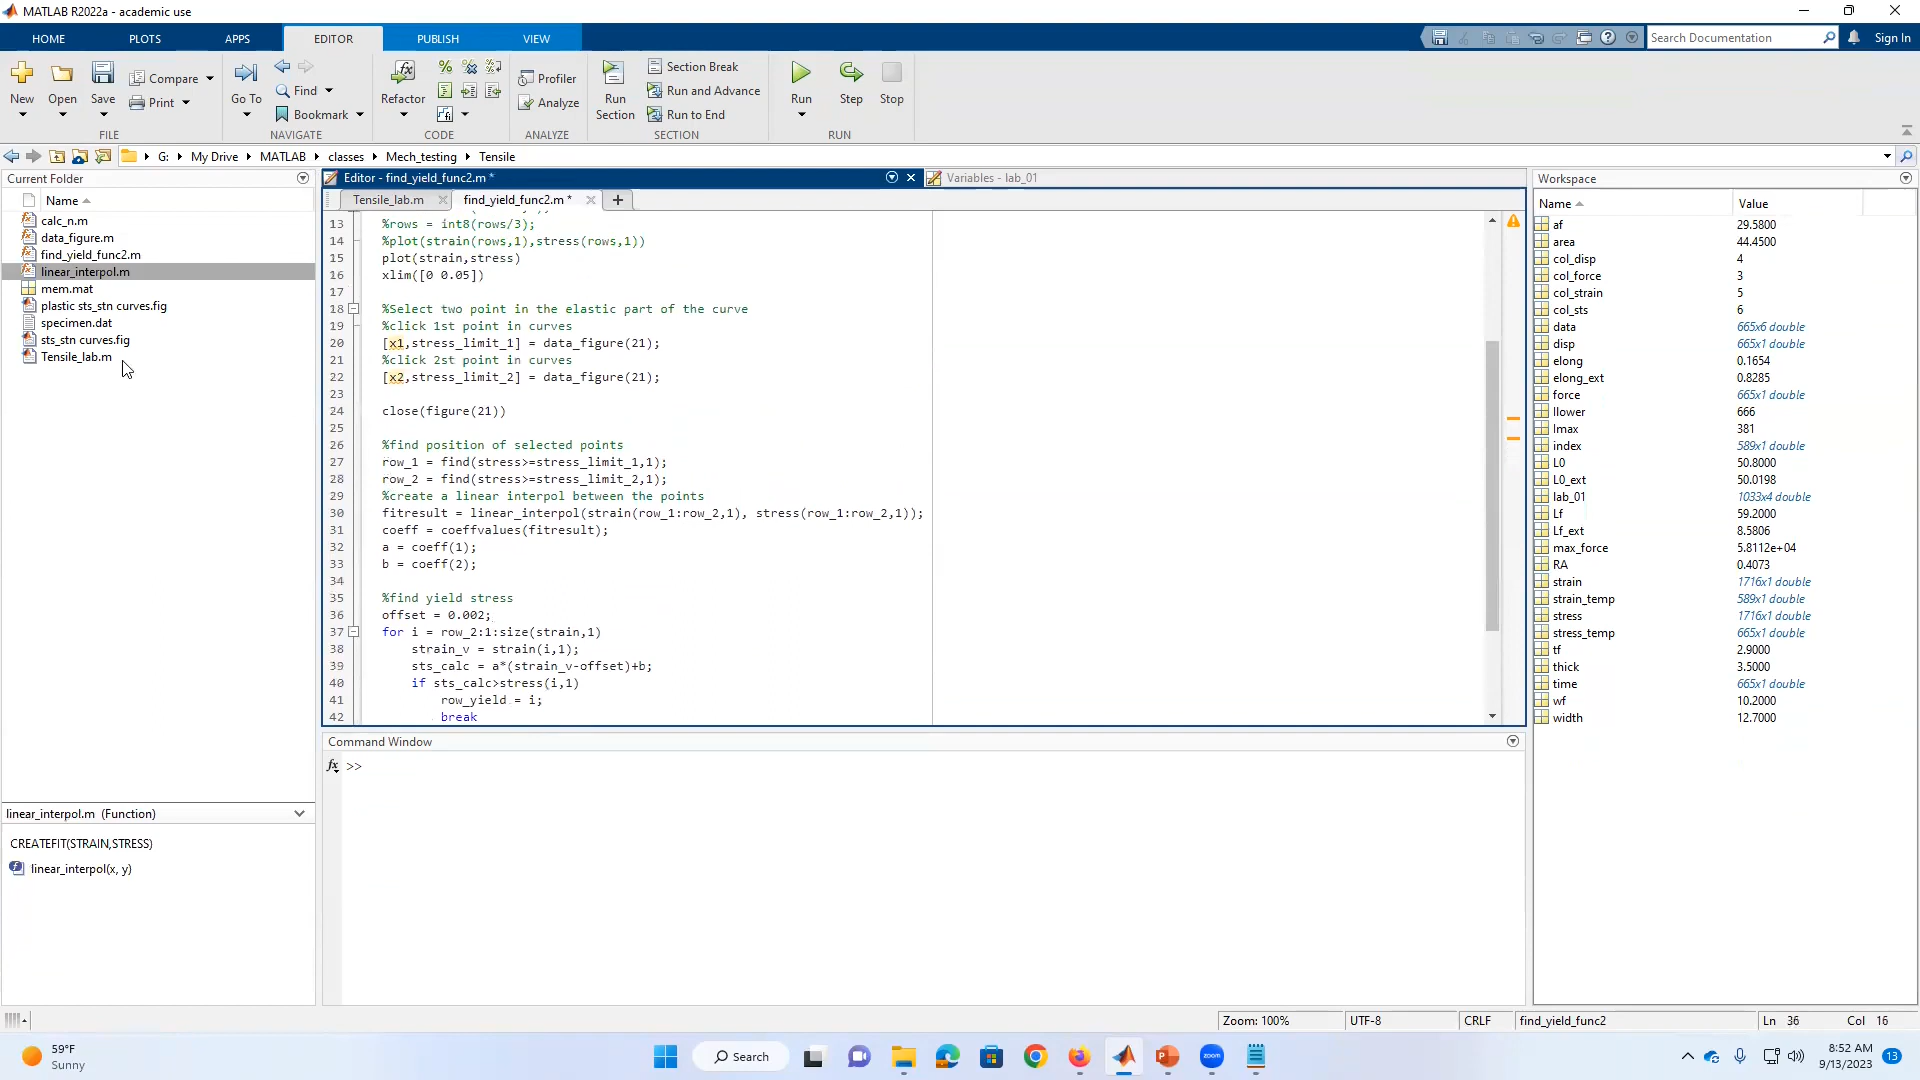 MATLAB R2022a - academic use
HOME PLOTS APPS EDITOR PUBLISH VIEW Search Documentation Sign In
New Open Save Compare Print Go To Find Bookmark Refactor Profiler Analyze Run Section Section Break Run and Advance Run to End Run Step Stop
FILE NAVIGATE CODE ANALYZE SECTION RUN
G: My Drive MATLAB classes Mech_testing Tensile
Current Folder
Name
calc_n.m
data_figure.m
find_yield_func2.m
linear_interpol.m
mem.mat
plastic sts_stn curves.fig
specimen.dat
sts_stn curves.fig
Tensile_lab.m
linear_interpol.m (Function)
CREATEFIT(STRAIN,STRESS)
linear_interpol(x, y)
Editor - find_yield_func2.m *
Variables - lab_01
Tensile_lab.m find_yield_func2.m *
13 %rows = int8(rows/3);
14 %plot(strain(rows,1),stress(rows,1))
15 plot(strain,stress)
16 xlim([0 0.05])
17
18 %Select two point in the elastic part of the curve
19 %click 1st point in curves
20 [x1,stress_limit_1] = data_figure(21);
21 %click 2st point in curves
22 [x2,stress_limit_2] = data_figure(21);
23
24 close(figure(21))
25
26 %find position of selected points
27 row_1 = find(stress>=stress_limit_1,1);
28 row_2 = find(stress>=stress_limit_2,1);
29 %create a linear interpol between the points
30 fitresult = linear_interpol(strain(row_1:row_2,1), stress(row_1:row_2,1));
31 coeff = coeffvalues(fitresult);
32 a = coeff(1);
33 b = coeff(2);
34
35 %find yield stress
36 offset = 0.002;
37 for i = row_2:1:size(strain,1)
38 strain_v = strain(i,1);
39 sts_calc = a*(strain_v-offset)+b;
40 if sts_calc>stress(i,1)
41 row_yield = i;
42 break
Command Window
fx >>
Workspace
Name Value
af 29.5800
area 44.4500
col_disp 4
col_force 3
col_strain 5
col_sts 6
data 665x6 double
disp 665x1 double
elong 0.1654
elong_ext 0.8285
force 665x1 double
Ilower 666
Imax 381
index 589x1 double
L0 50.8000
L0_ext 50.0198
lab_01 1033x4 double
Lf 59.2000
Lf_ext 8.5806
max_force 5.8112e+04
RA 0.4073
strain 1716x1 double
strain_temp 589x1 double
stress 1716x1 double
stress_temp 665x1 double
tf 2.9000
thick 3.5000
time 665x1 double
wf 10.2000
width 12.7000
Zoom: 100% UTF-8 CRLF find_yield_func2 Ln 36 Col 16
59°F
Sunny
Search
zoom
8:52 AM
9/13/2023
13